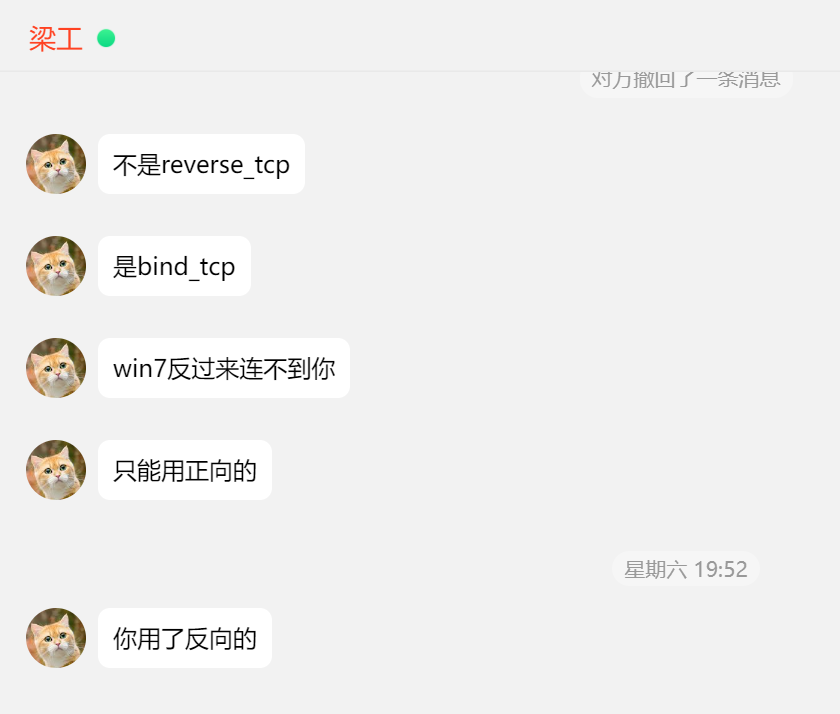 梁工
对方撤回了一条消息
不是reverse_tcp
是bind_tcp
win7反过来连不到你
只能用正向的
星期六 19:52
你用了反向的